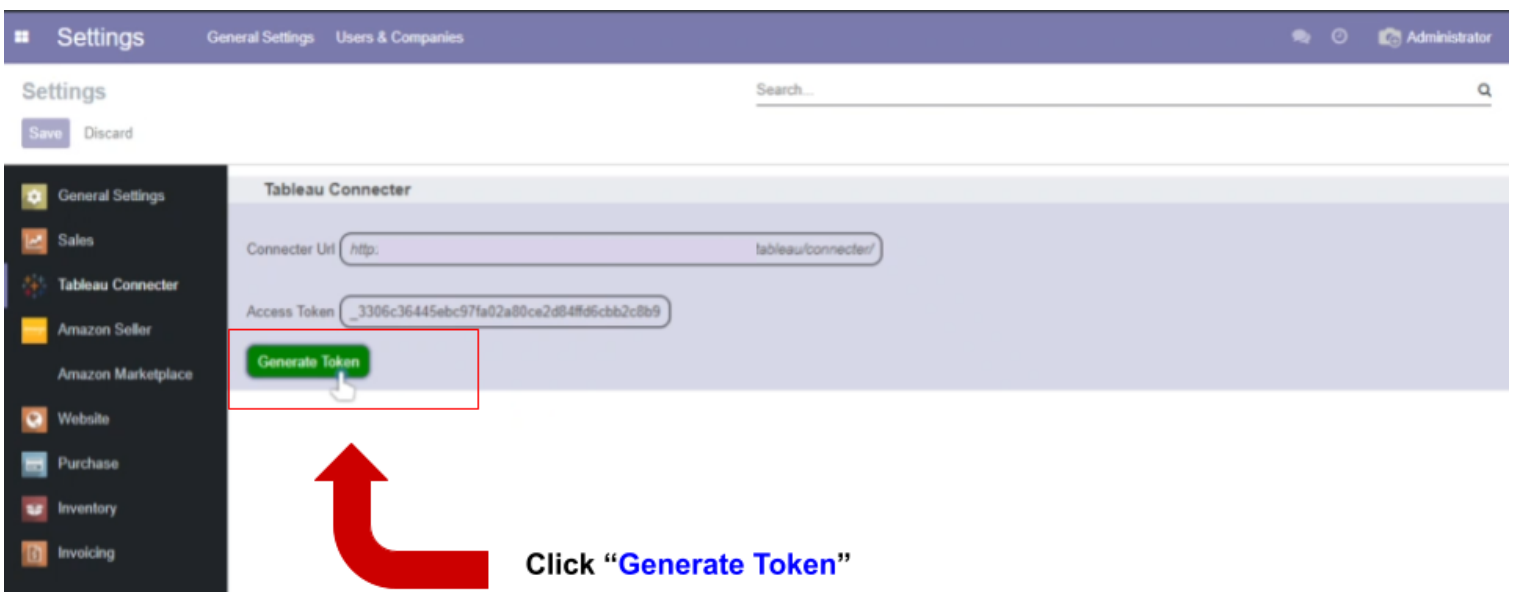 Settings General Settings Users & Companies Administrator
Settings Search...
Save Discard
General Settings
Sales
Tableau Connecter
Amazon Seller
Amazon Marketplace
Website
Purchase
Inventory
Invoicing
Tableau Connecter
Connecter Url http: tableau/connecter/
Access Token _3306c36445ebc97fa02a80ce2d84ffd6cbb2c8b9
Generate Token
Click “Generate Token”